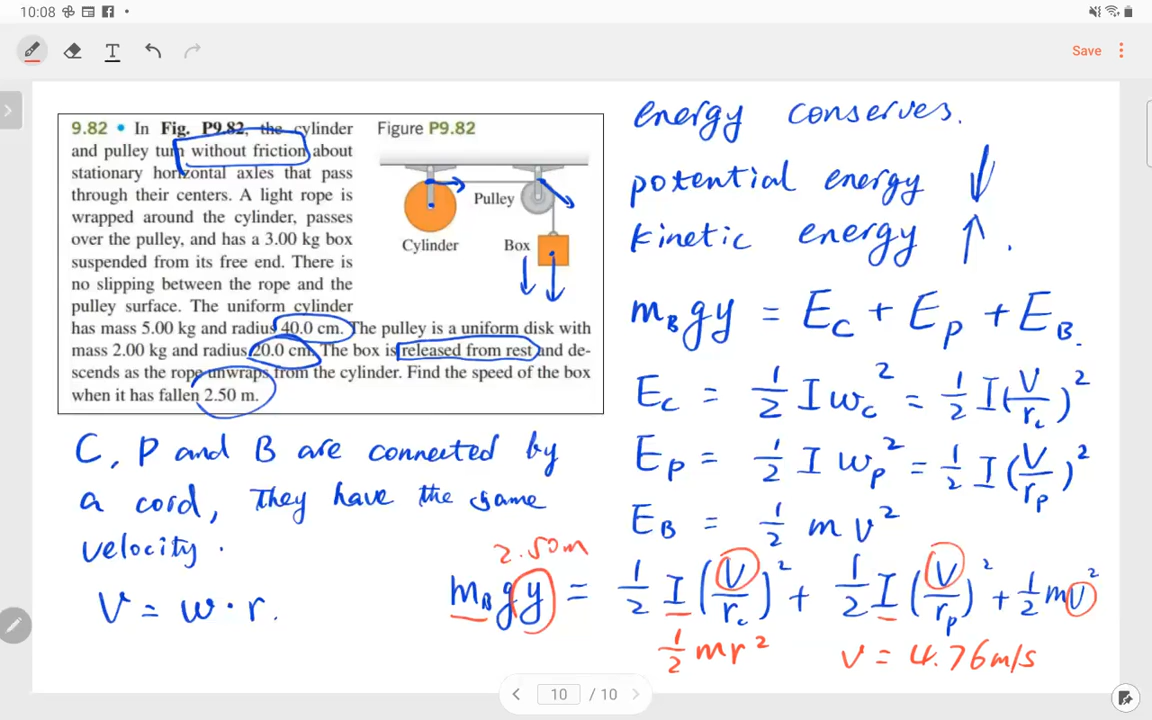 10:08
Save
9.82 • In Fig. P9.82, the cylinder
and pulley turn without friction about
stationary horizontal axles that pass
through their centers. A light rope is
wrapped around the cylinder, passes
over the pulley, and has a 3.00 kg box
suspended from its free end. There is
no slipping between the rope and the
pulley surface. The uniform cylinder
has mass 5.00 kg and radius 40.0 cm. The pulley is a uniform disk with
mass 2.00 kg and radius 20.0 cm. The box is released from rest and de-
scends as the rope unwraps from the cylinder. Find the speed of the box
when it has fallen 2.50 m.
Figure P9.82
Pulley
Cylinder
Box
C, P and B are connected by
a cord, They have the same
velocity.
V = w · r.
energy conserves.
potential energy ↓
kinetic energy ↑.
m_B gy = E_C + E_P + E_B.
E_c = 1/2 I w_c^2 = 1/2 I (V/r_c)^2
E_P = 1/2 I w_p^2 = 1/2 I (V/r_p)^2
E_B = 1/2 m v^2
2.50m
m_B gy = 1/2 I (V/r_c)^2 + 1/2 I (V/r_p)^2 + 1/2 m v^2
1/2 m r^2
v = 4.76 m/s
10 / 10